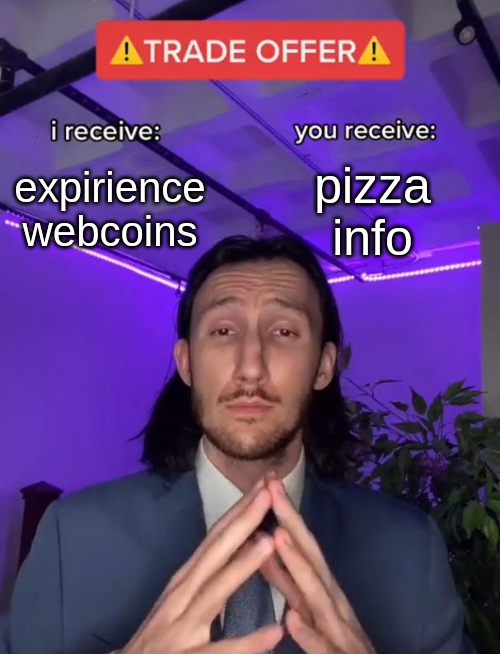 ⚠️TRADE OFFER⚠️
i receive:
you receive:
expirience
webcoins
pizza
info